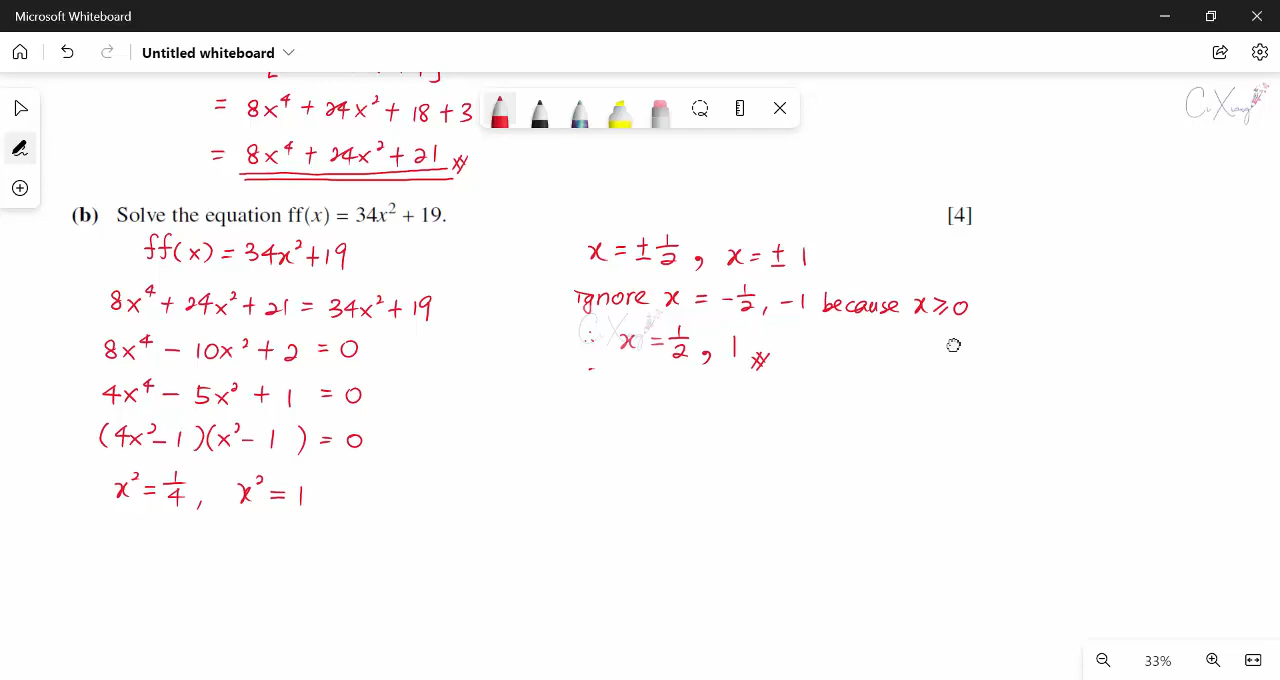 Microsoft Whiteboard
Untitled whiteboard
= 8x⁴ + 24x² + 18 + 3
= 8x⁴ + 24x² + 21
(b) Solve the equation ff(x) = 34x² + 19. [4]
ff(x) = 34x² + 19
8x⁴ + 24x² + 21 = 34x² + 19
8x⁴ - 10x² + 2 = 0
4x⁴ - 5x² + 1 = 0
(4x² - 1)(x² - 1) = 0
x² = 1/4, x² = 1
x = ± 1/2, x = ± 1
ignore x = -1/2, -1 because x ≥ 0
∴ x = 1/2, 1
33%